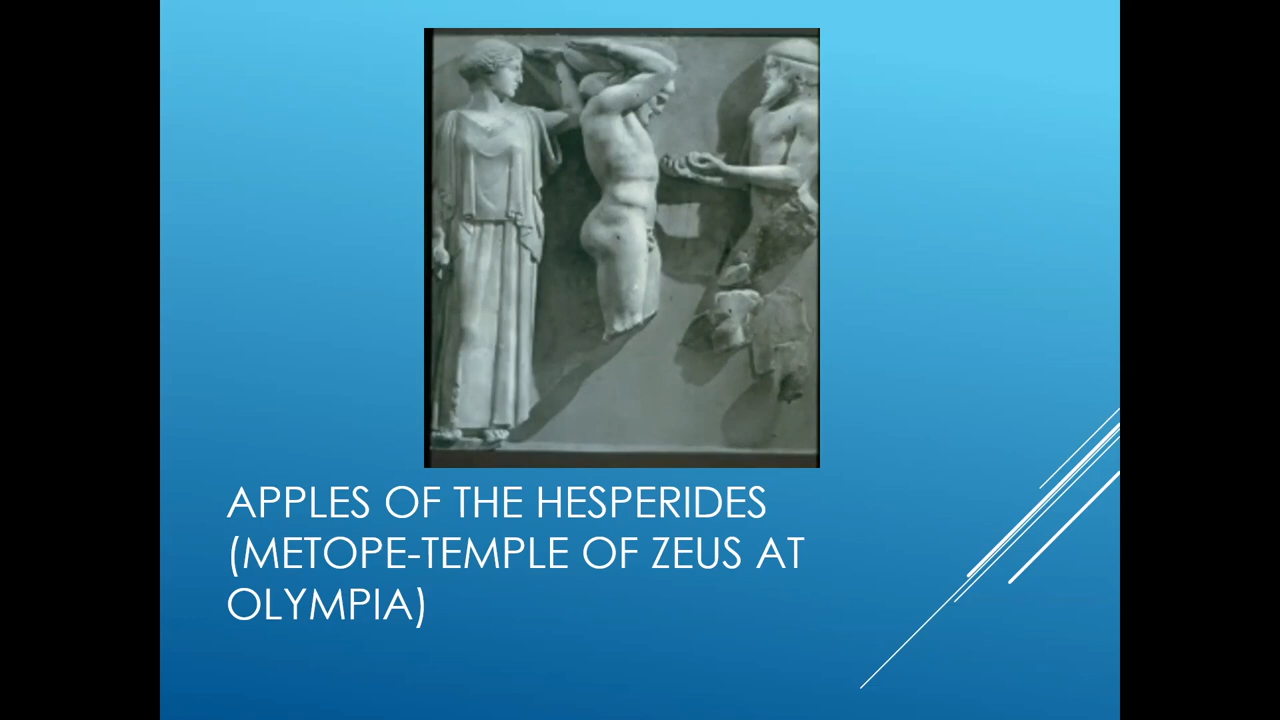 APPLES OF THE HESPERIDES
(METOPE-TEMPLE OF ZEUS AT
OLYMPIA)